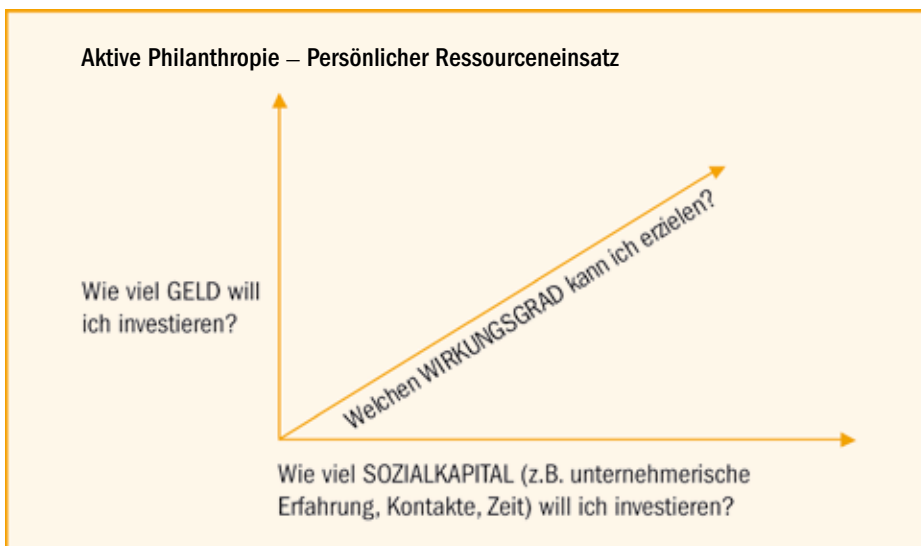 Aktive Philanthropie – Persönlicher Ressourceneinsatz
Wie viel GELD will
ich investieren?
Welchen WIRKUNGSGRAD kann ich erzielen?
Wie viel SOZIALKAPITAL (z.B. unternehmerische
Erfahrung, Kontakte, Zeit) will ich investieren?